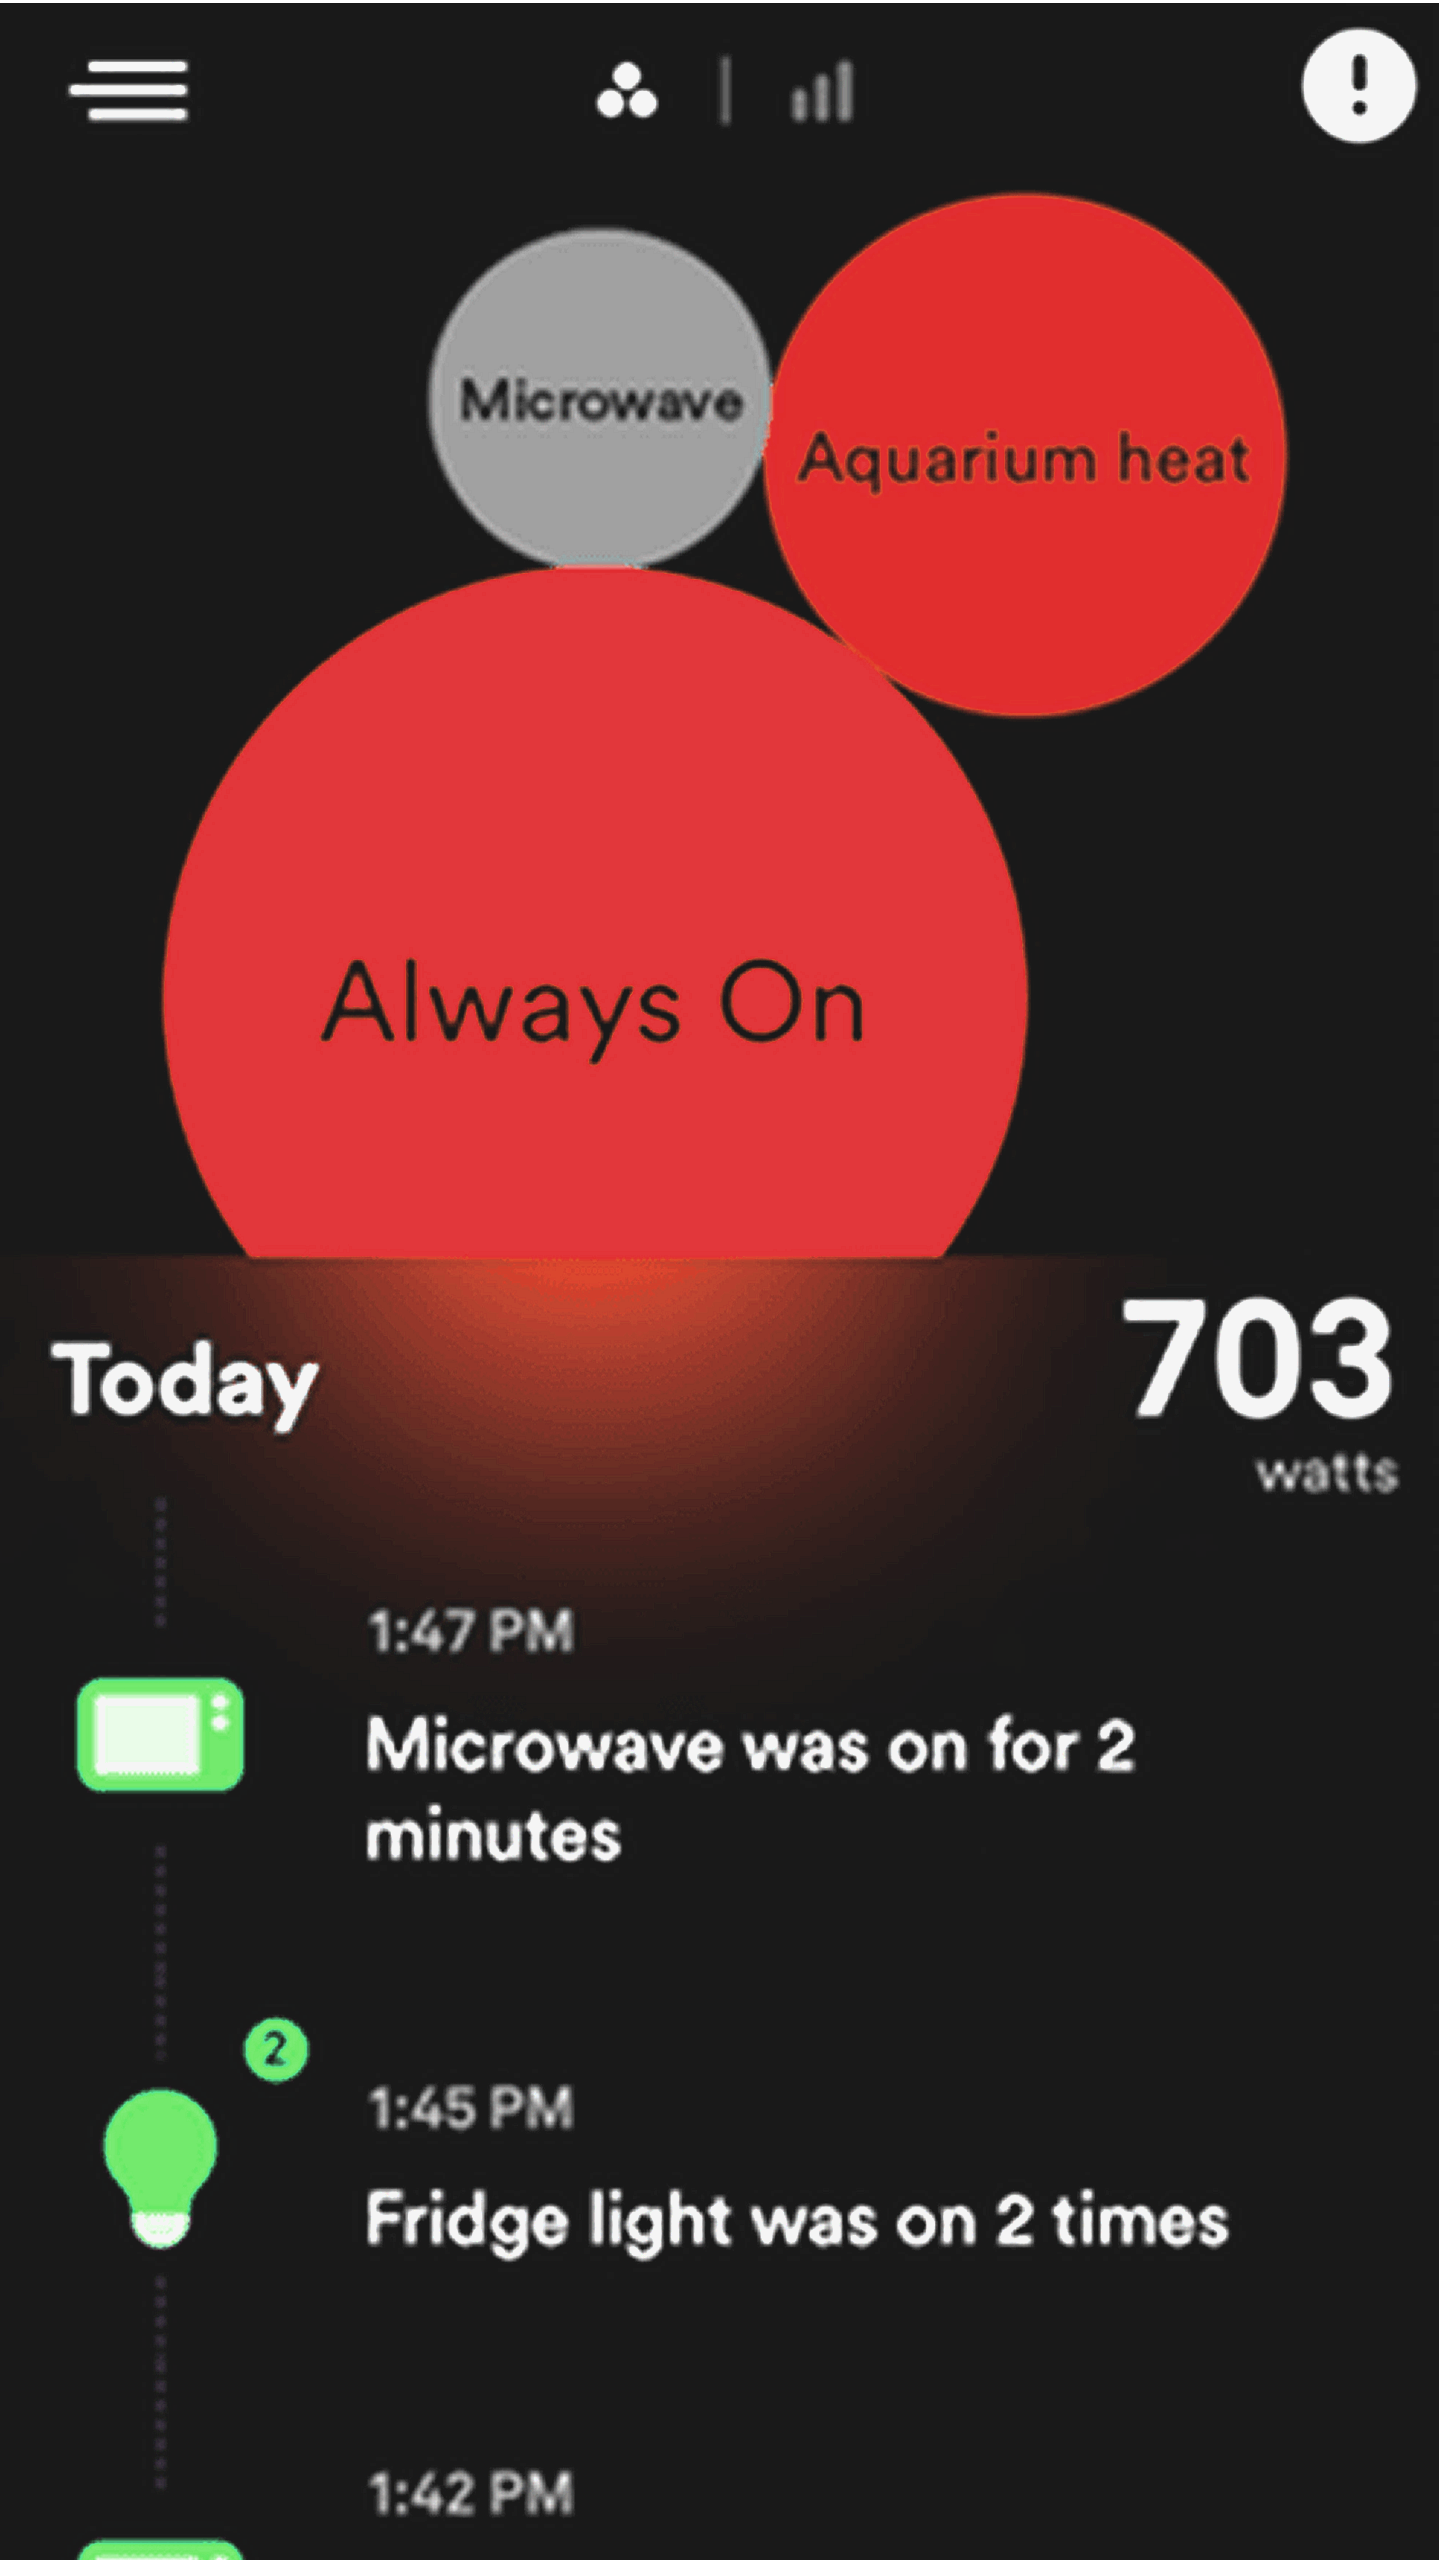 Microwave
Aquarium heat
Always On
Today
703
watts
1:47 PM
Microwave was on for 2
minutes
2
1:45 PM
Fridge light was on 2 times
1:42 PM